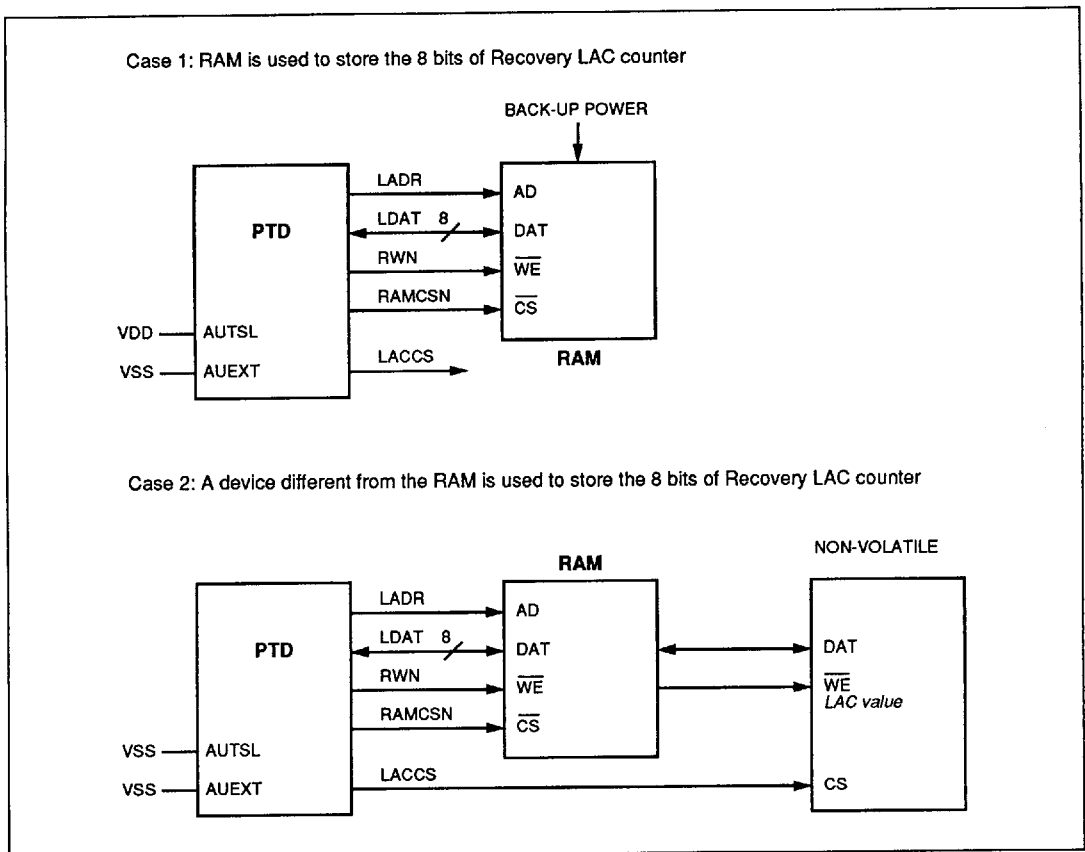 Case 1: RAM is used to store the 8 bits of Recovery LAC counter
BACK-UP POWER
PTD
LADR
AD
LDAT 8
DAT
RWN
WE
RAMCSN
CS
VDD
AUTSL
VSS
AUEXT
LACCS
RAM
Case 2: A device different from the RAM is used to store the 8 bits of Recovery LAC counter
NON-VOLATILE
RAM
PTD
LADR
AD
LDAT 8
DAT
DAT
RWN
WE
WE
LAC value
RAMCSN
CS
VSS
AUTSL
VSS
AUEXT
LACCS
CS